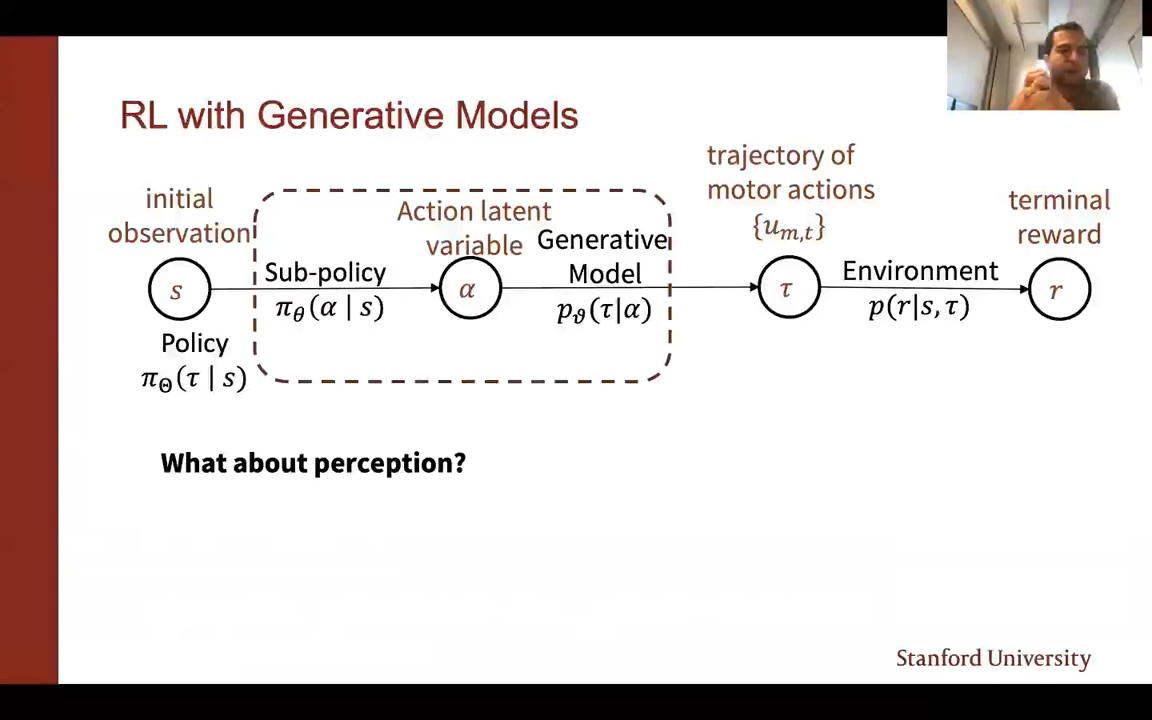 RL with Generative Models
initial
observation
s
Policy
π_Θ(τ | s)
Sub-policy
π_θ(α | s)
Action latent
variable
α
Generative
Model
p_ϑ(τ|α)
trajectory of
motor actions
{u_{m,t}}
τ
Environment
p(r|s, τ)
terminal
reward
r
What about perception?
Stanford University